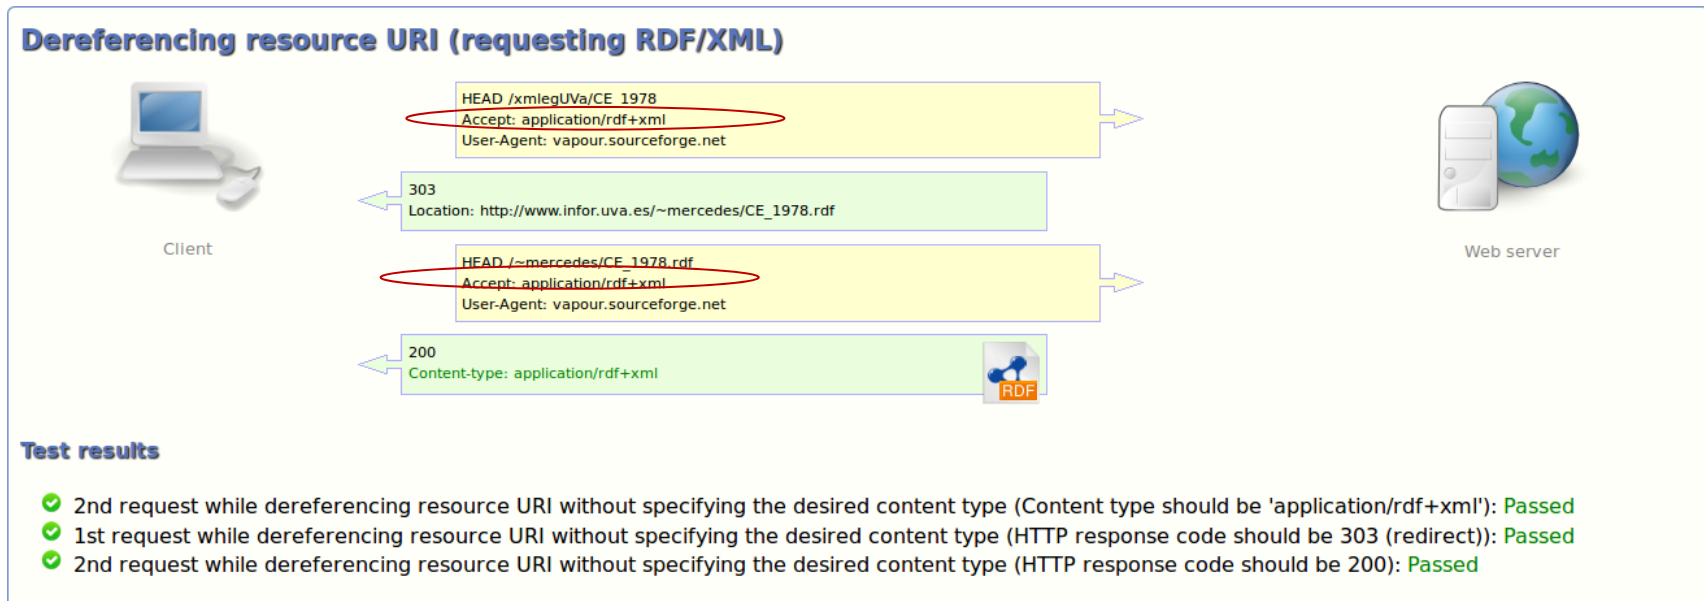 Dereferencing resource URI (requesting RDF/XML)
HEAD /xmlegUVa/CE_1978
Accept: application/rdf+xml
User-Agent: vapour.sourceforge.net
303
Location: http://www.infor.uva.es/~mercedes/CE_1978.rdf
Client
Web server
HEAD /~mercedes/CE_1978.rdf
Accept: application/rdf+xml
User-Agent: vapour.sourceforge.net
200
Content-type: application/rdf+xml
RDF
Test results
2nd request while dereferencing resource URI without specifying the desired content type (Content type should be 'application/rdf+xml'): Passed
1st request while dereferencing resource URI without specifying the desired content type (HTTP response code should be 303 (redirect)): Passed
2nd request while dereferencing resource URI without specifying the desired content type (HTTP response code should be 200): Passed